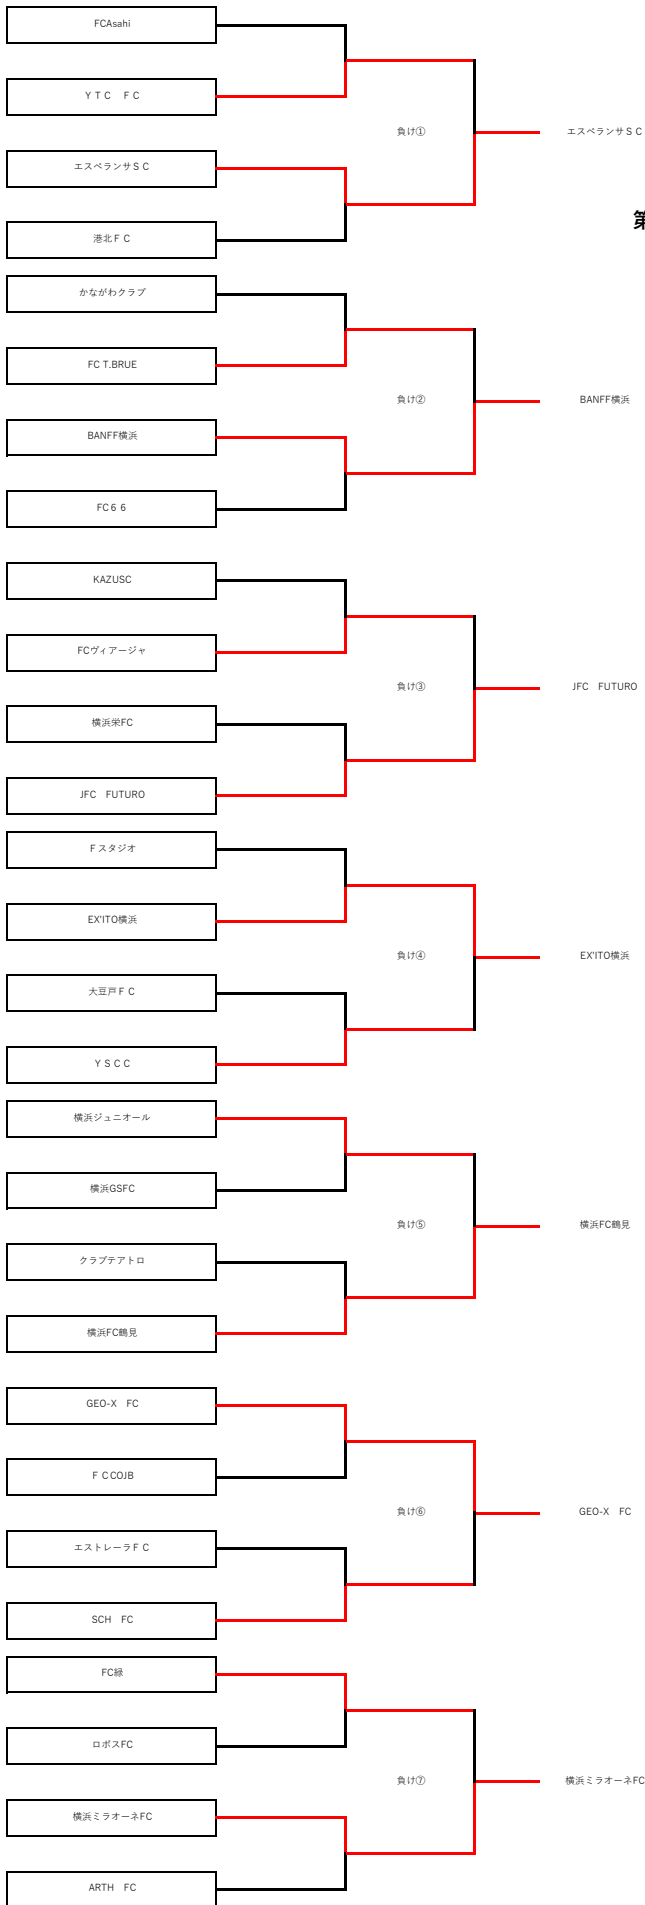 FCAsahi
ＹＴＣ　ＦＣ
負け①
エスペランサＳＣ
エスペランサＳＣ
第
港北ＦＣ
かながわクラブ
FC T.BRUE
負け②
BANFF横浜
BANFF横浜
FC６６
KAZUSC
FCヴィアージャ
負け③
JFC　FUTURO
横浜栄FC
JFC　FUTURO
Ｆスタジオ
EX'ITO横浜
負け④
EX'ITO横浜
大豆戸ＦＣ
ＹＳＣＣ
横浜ジュニオール
横浜GSFC
負け⑤
横浜FC鶴見
クラブテアトロ
横浜FC鶴見
GEO-X　FC
ＦＣCOJB
負け⑥
GEO-X　FC
エストレーラＦＣ
SCH　FC
FC緑
ロボスFC
負け⑦
横浜ミラオーネFC
横浜ミラオーネFC
ARTH　FC